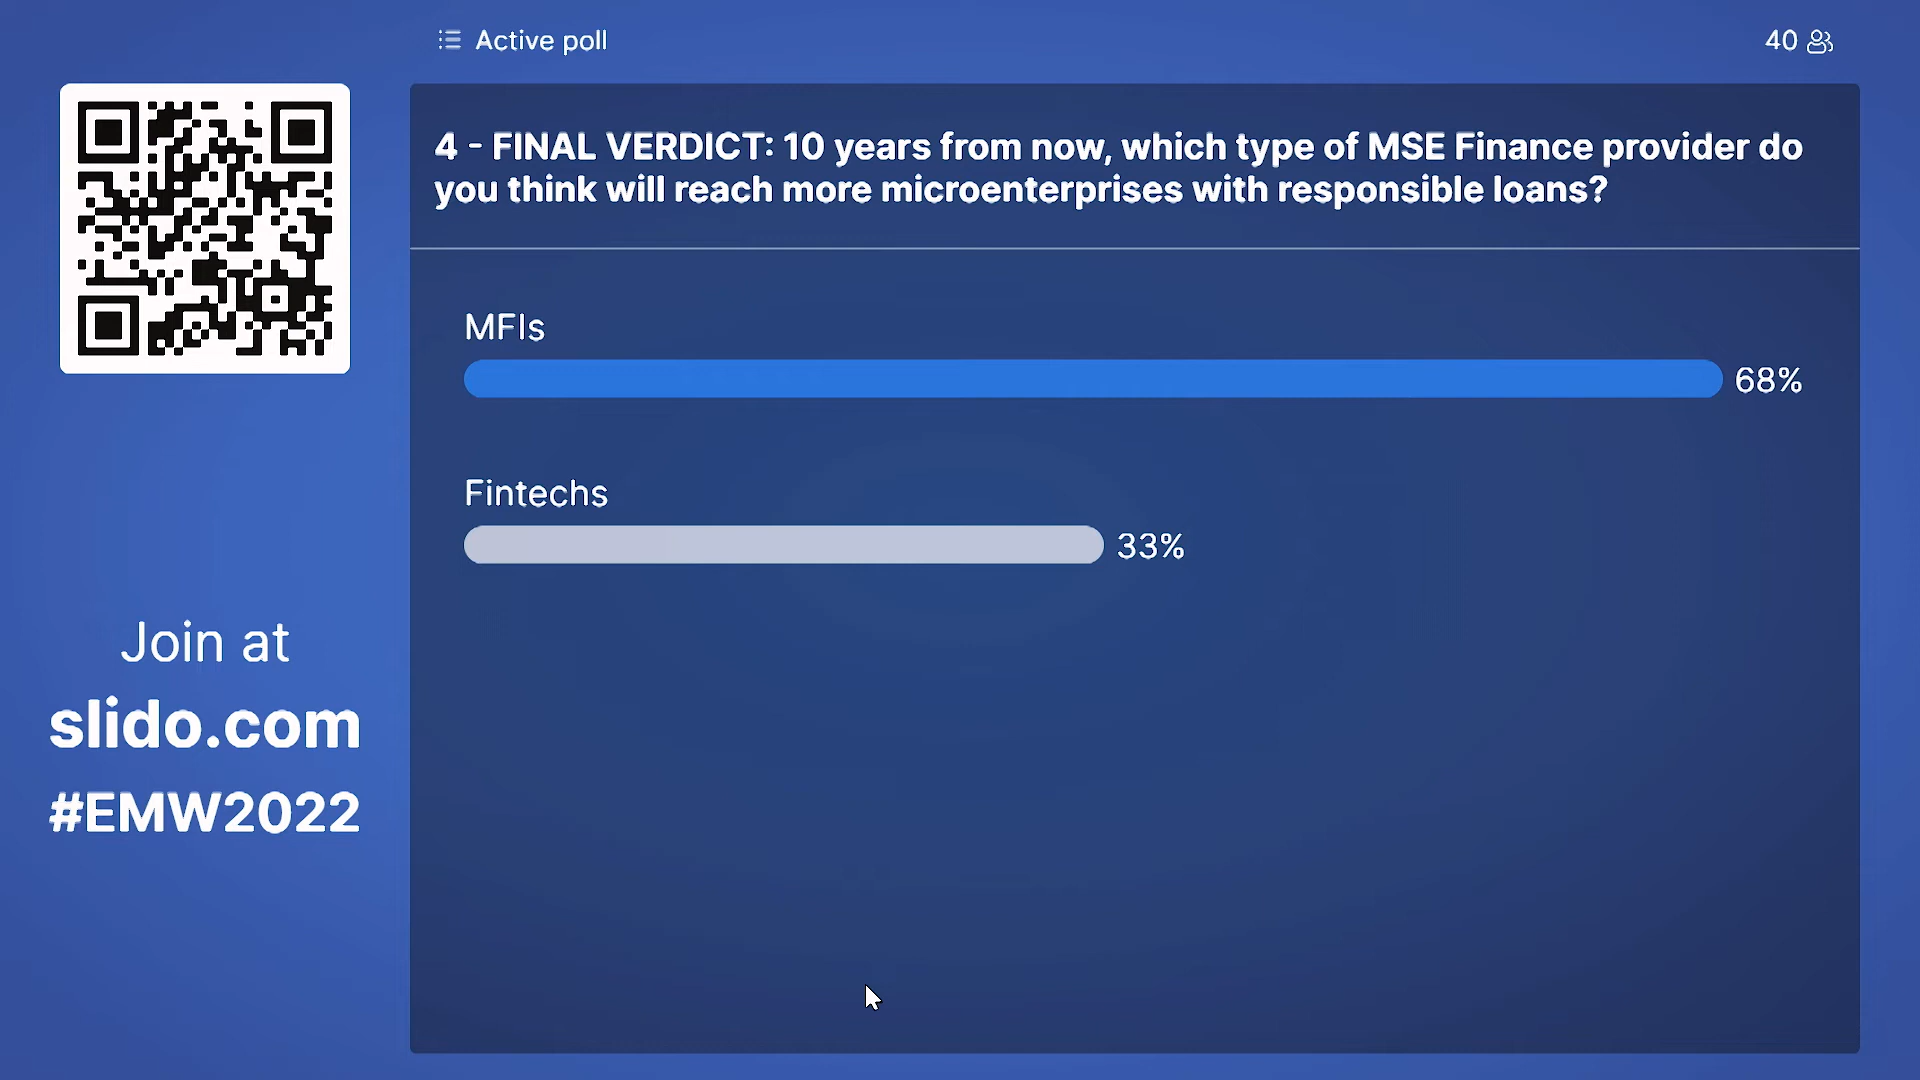 Active poll
40
4 - FINAL VERDICT: 10 years from now, which type of MSE Finance provider do
you think will reach more microenterprises with responsible loans?
MFIs
68%
Fintechs
33%
Join at
slido.com
#EMW2022